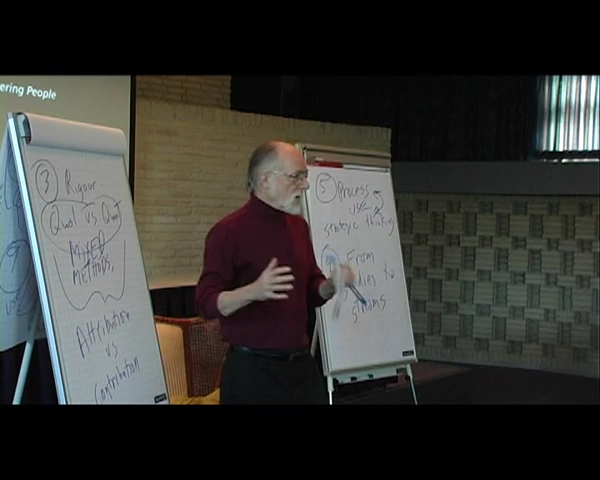 ering People
3 Rigour
Qual vs Quant
MIXED
METHODS,
Attribution
vs
Contribution
5 Process
use
strategic thinking
From
to
streams